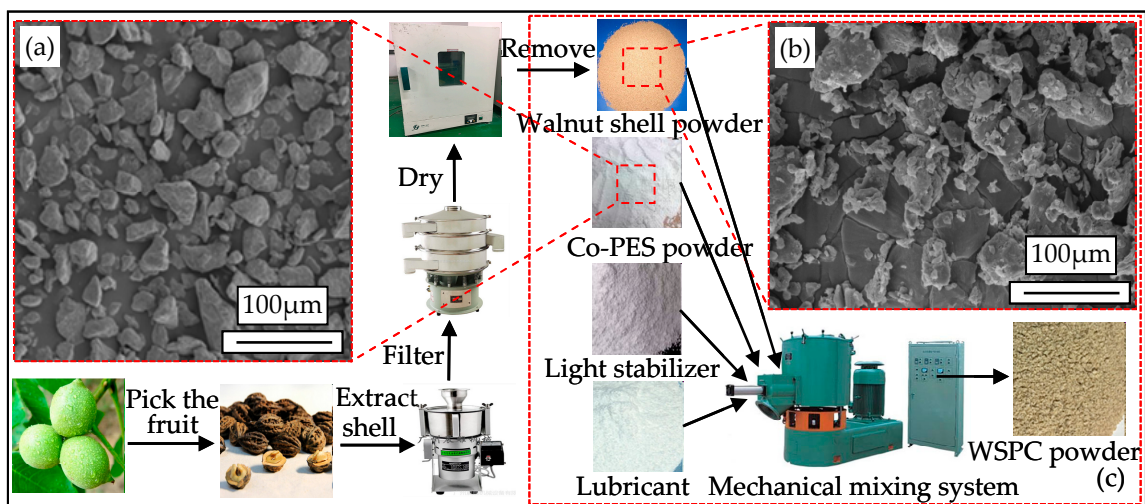 (a)
100μm
Remove
(b)
100μm
Walnut shell powder
Dry
Co-PES powder
Filter
Light stabilizer
Pick the
fruit
Extract
shell
Lubricant
Mechanical mixing system
WSPC powder
(c)